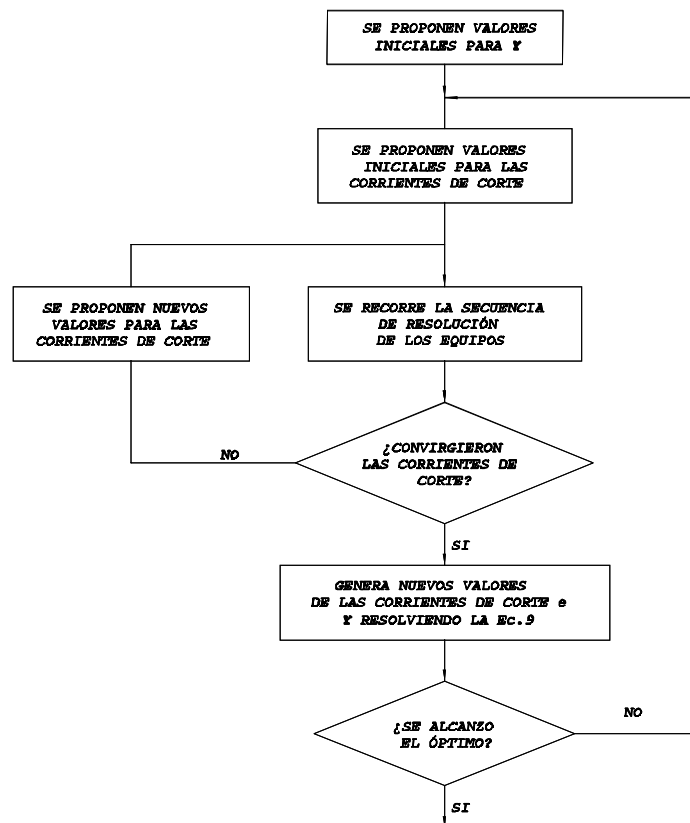 SE PROPONEN VALORES
INICIALES PARA Y
SE PROPONEN VALORES
INICIALES PARA LAS
CORRIENTES DE CORTE
SE PROPONEN NUEVOS
VALORES PARA LAS
CORRIENTES DE CORTE
SE RECORRE LA SECUENCIA
DE RESOLUCIÓN
DE LOS EQUIPOS
¿CONVIRGIERON
LAS CORRIENTES DE
CORTE?
NO
SI
GENERA NUEVOS VALORES
DE LAS CORRIENTES DE CORTE e
Y RESOLVIENDO LA Ec.9
¿SE ALCANZO
EL ÓPTIMO?
NO
SI